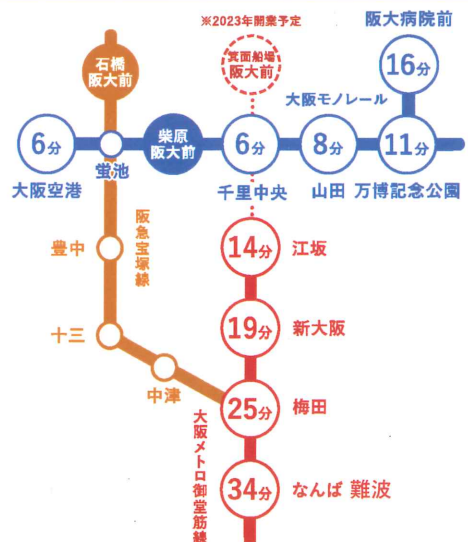 ※2023年開業予定
石橋
阪大前
箕面船場
阪大前
阪大病院前
16分
大阪モノレール
6分
柴原
阪大前
6分
8分
11分
大阪空港
蛍池
千里中央
山田
万博記念公園
阪急宝塚線
豊中
14分
江坂
十三
19分
新大阪
中津
25分
梅田
大阪メトロ御堂筋線
34分
なんば 難波